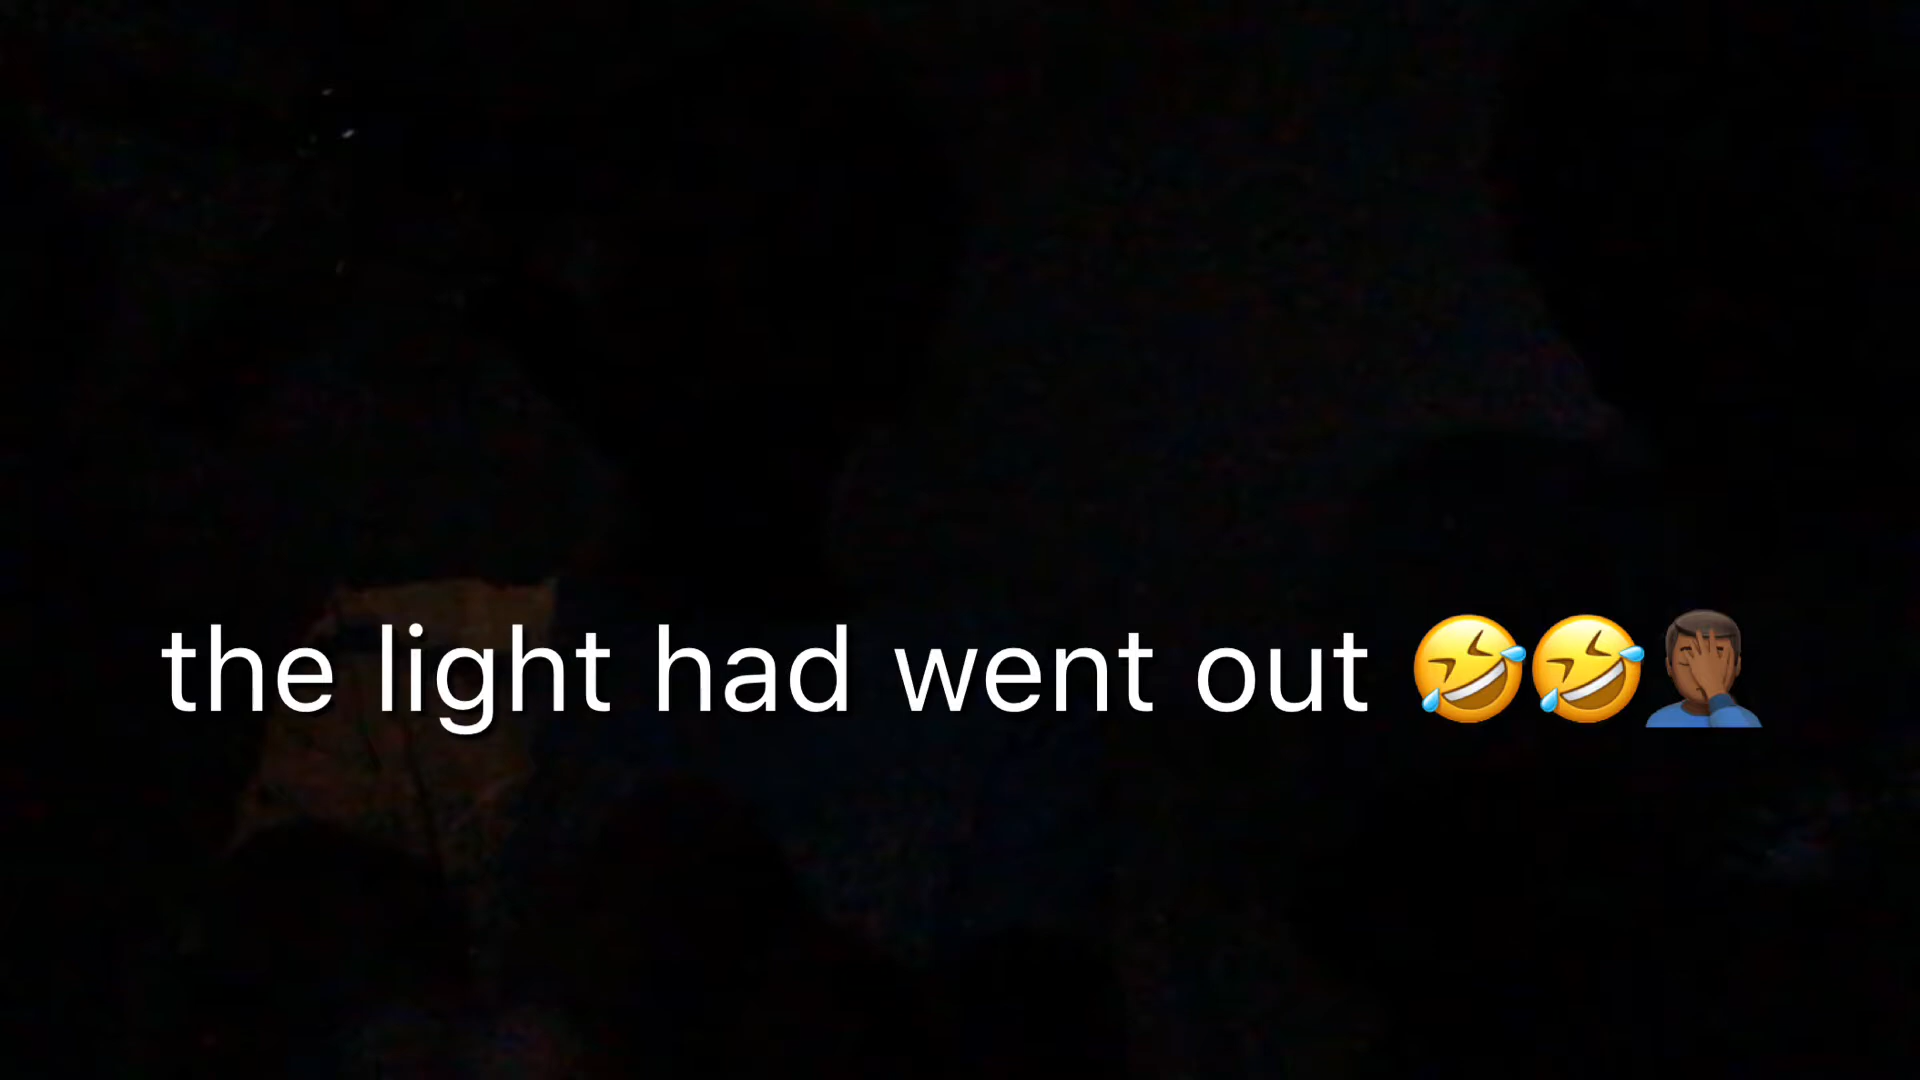 the light had went out 🤣🤣🤦🏾‍♂️